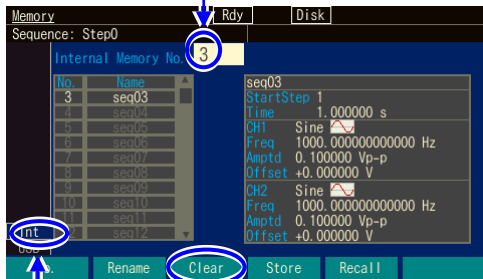 Memory Rdy Disk
Sequence: Step0
Internal Memory No. 3
No. Name
3 seq03
4 seq04
5 seq05
6 seq06
7 seq07
8 seq08
9 seq09
10 seq10
11 seq11
12 seq12
seq03
StartStep 1
Time 1.000000 s
CH1 Sine
Freq 1000.000000000000 Hz
Amptd 0.100000 Vp-p
Offset +0.000000 V
CH2 Sine
Freq 1000.000000000000 Hz
Amptd 0.100000 Vp-p
Offset +0.000000 V
Int
Rename Clear Store Recall